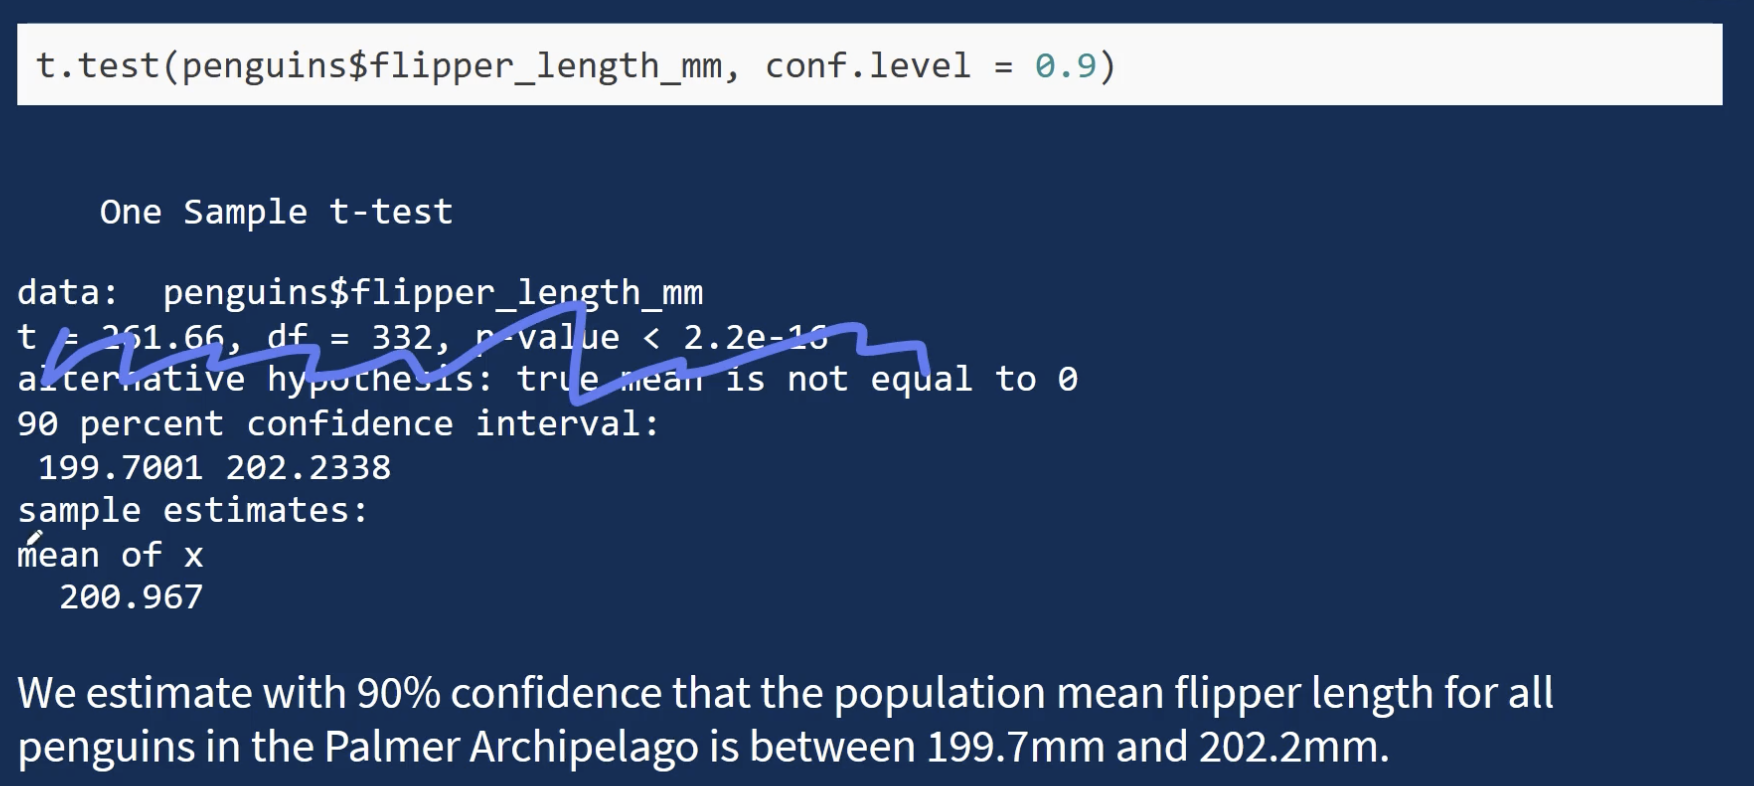 t.test(penguins$flipper_length_mm, conf.level = 0.9)
One Sample t-test
data:  penguins$flipper_length_mm
t = 261.66, df = 332, p-value < 2.2e-16
alternative hypothesis: true mean is not equal to 0
90 percent confidence interval:
199.7001 202.2338
sample estimates:
mean of x
200.967
We estimate with 90% confidence that the population mean flipper length for all
penguins in the Palmer Archipelago is between 199.7mm and 202.2mm.